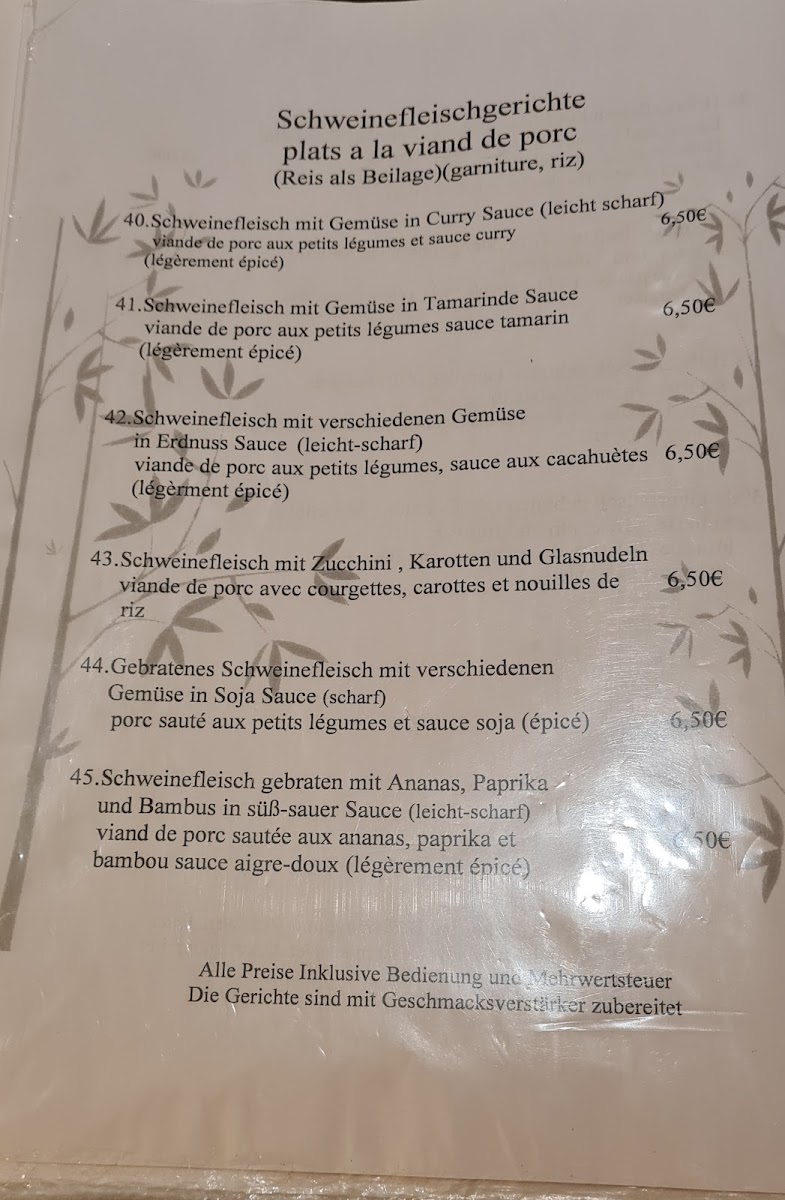 Schweinefleischgerichte
plats a la viand de porc
(Reis als Beilage)(garniture, riz)
40.Schweinefleisch mit Gemüse in Curry Sauce (leicht scharf) 6,50€
viande de porc aux petits légumes et sauce curry
(légèrement épicé)
41.Schweinefleisch mit Gemüse in Tamarinde Sauce 6,50€
viande de porc aux petits légumes sauce tamarin
(légèrement épicé)
42.Schweinefleisch mit verschiedenen Gemüse
in Erdnuss Sauce (leicht-scharf)
viande de porc aux petits légumes, sauce aux cacahuètes 6,50€
(légèrment épicé)
43.Schweinefleisch mit Zucchini , Karotten und Glasnudeln
viande de porc avec courgettes, carottes et nouilles de 6,50€
riz
44.Gebratenes Schweinefleisch mit verschiedenen
Gemüse in Soja Sauce (scharf)
porc sauté aux petits légumes et sauce soja (épicé) 6,50€
45.Schweinefleisch gebraten mit Ananas, Paprika
und Bambus in süß-sauer Sauce (leicht-scharf)
viand de porc sautée aux ananas, paprika et 6,50€
bambou sauce aigre-doux (légèrement épicé)
Alle Preise Inklusive Bedienung und Mehrwertsteuer
Die Gerichte sind mit Geschmacksverstärker zubereitet